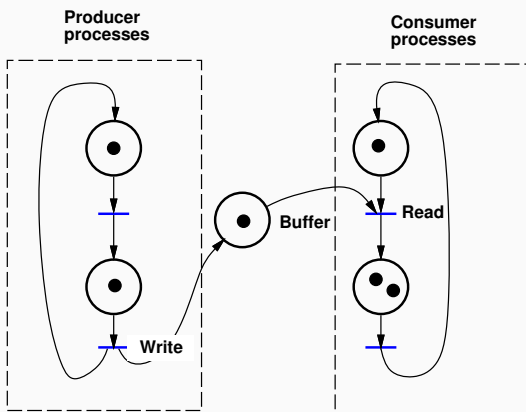 Producer
processes
Consumer
processes
Buffer
Read
Write